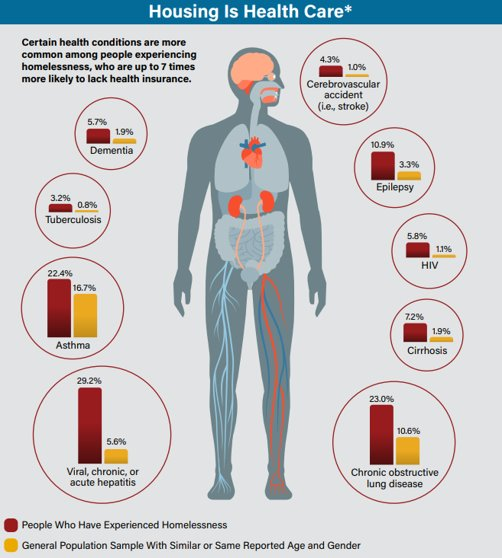 Housing Is Health Care*
Certain health conditions are more
common among people experiencing
homelessness, who are up to 7 times
more likely to lack health insurance.
4.3%
1.0%
Cerebrovascular
accident
(i.e., stroke)
5.7%
1.9%
Dementia
10.9%
3.3%
Epilepsy
3.2%
0.8%
Tuberculosis
5.8%
1.1%
HIV
22.4%
16.7%
Asthma
7.2%
1.9%
Cirrhosis
29.2%
5.6%
Viral, chronic, or
acute hepatitis
23.0%
10.6%
Chronic obstructive
lung disease
People Who Have Experienced Homelessness
General Population Sample With Similar or Same Reported Age and Gender